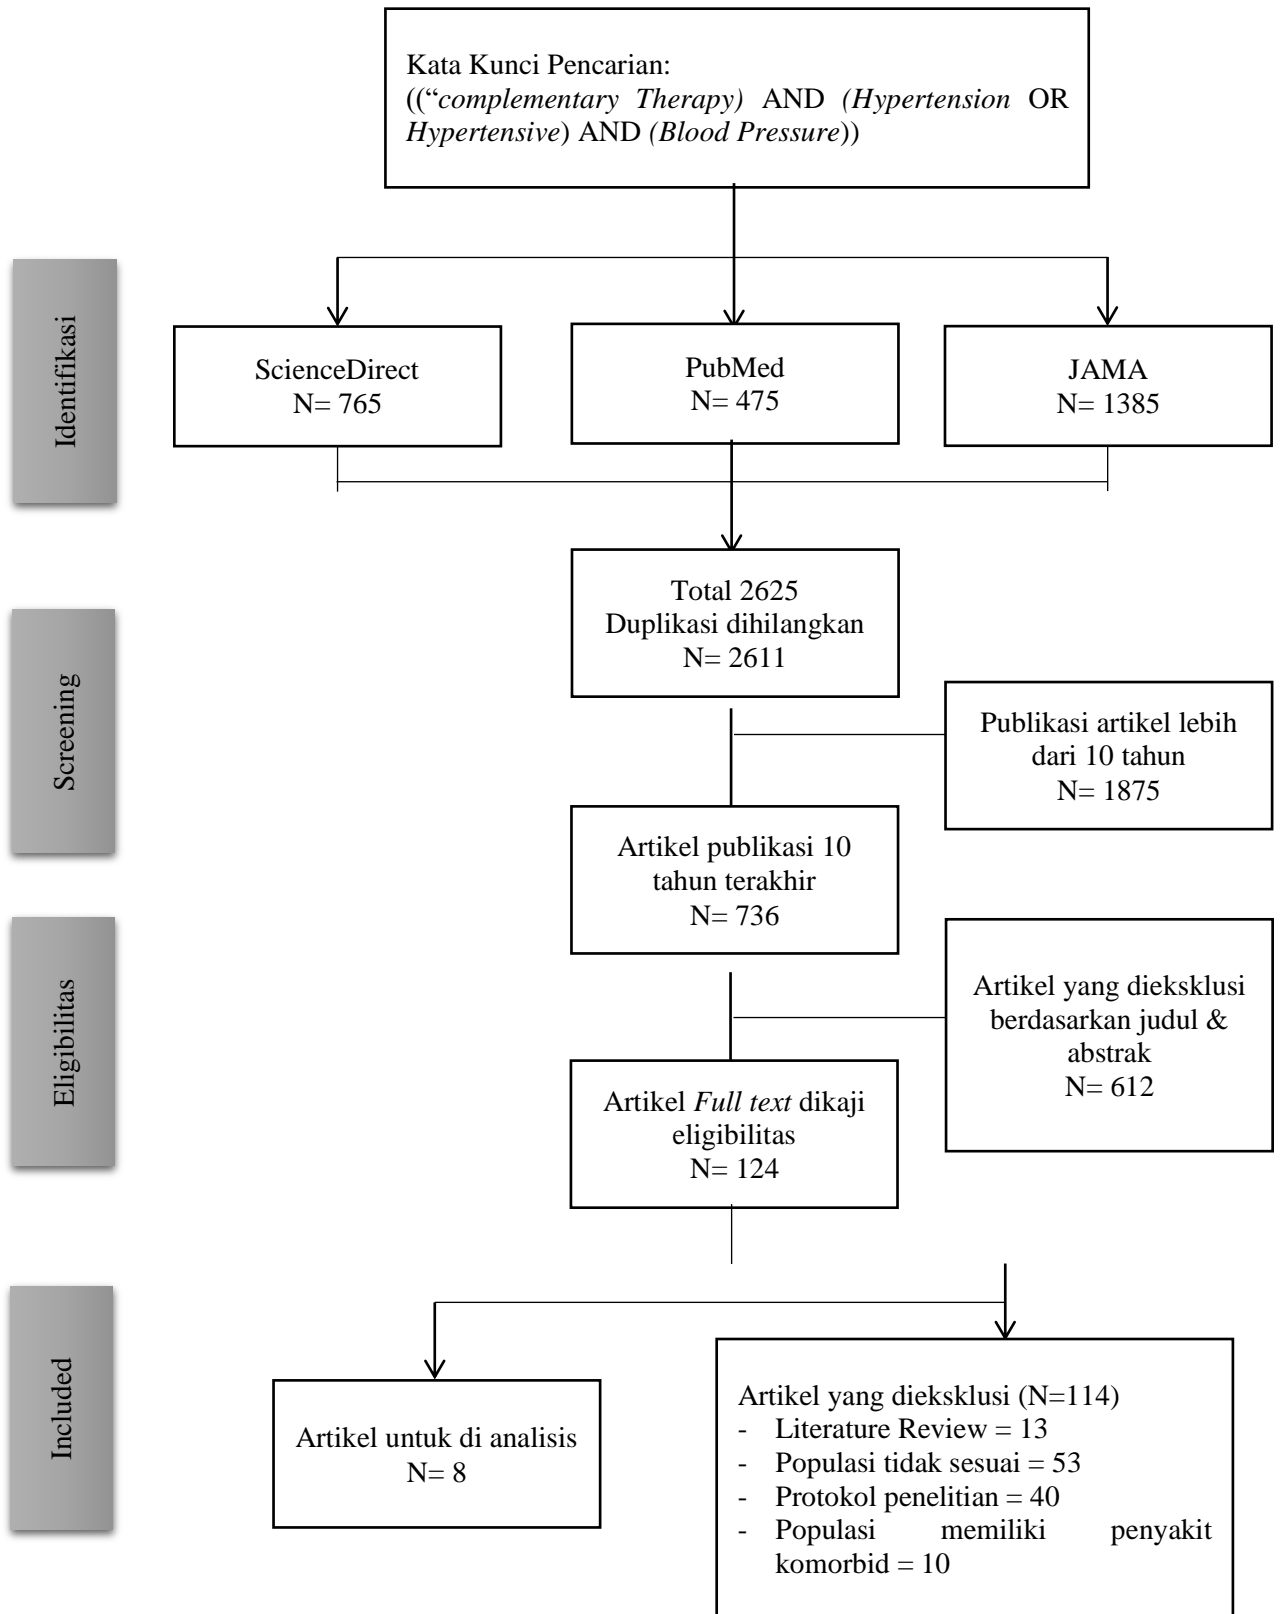 Kata Kunci Pencarian:
((“complementary Therapy) AND (Hypertension OR
Hypertensive) AND (Blood Pressure))
Identifikasi
ScienceDirect
N= 765
PubMed
N= 475
JAMA
N= 1385
Total 2625
Duplikasi dihilangkan
N= 2611
Screening
Publikasi artikel lebih
dari 10 tahun
N= 1875
Artikel publikasi 10
tahun terakhir
N= 736
Eligibilitas
Artikel yang dieksklusi
berdasarkan judul &
abstrak
N= 612
Artikel Full text dikaji
eligibilitas
N= 124
Included
Artikel untuk di analisis
N= 8
Artikel yang dieksklusi (N=114)
- Literature Review = 13
- Populasi tidak sesuai = 53
- Protokol penelitian = 40
- Populasi memiliki penyakit
komorbid = 10